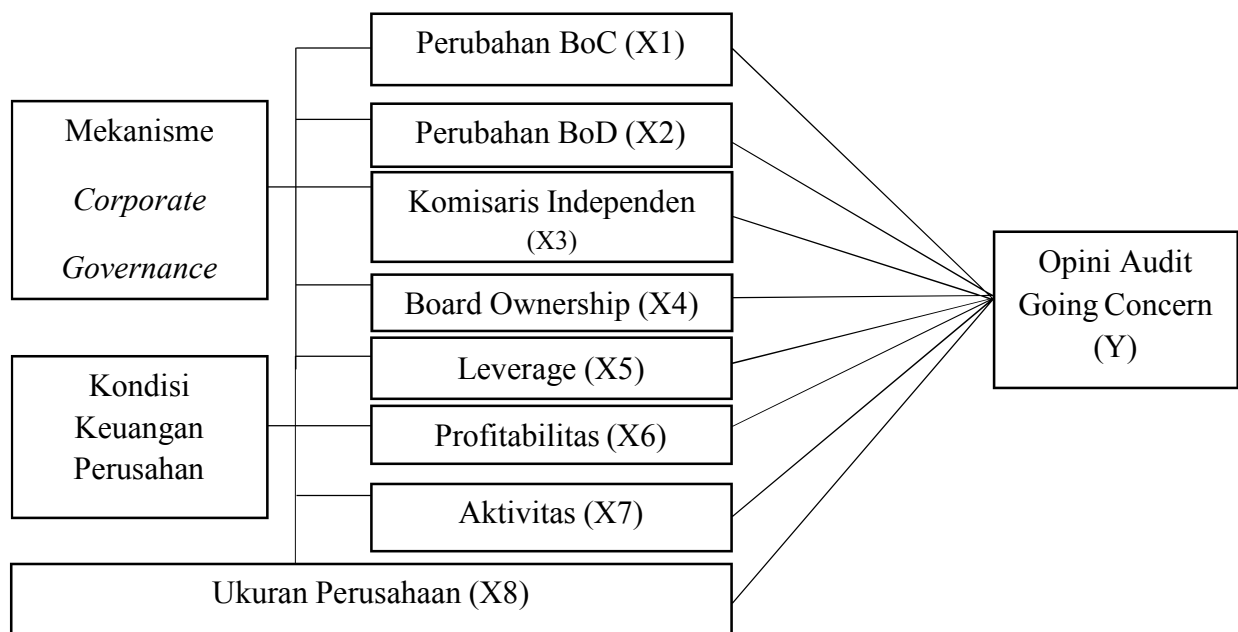 Perubahan BoC (X1)
Mekanisme
Corporate
Governance
Perubahan BoD (X2)
Komisaris Independen
(X3)
Board Ownership (X4)
Kondisi
Keuangan
Perusahan
Leverage (X5)
Profitabilitas (X6)
Aktivitas (X7)
Ukuran Perusahaan (X8)
Opini Audit
Going Concern
(Y)